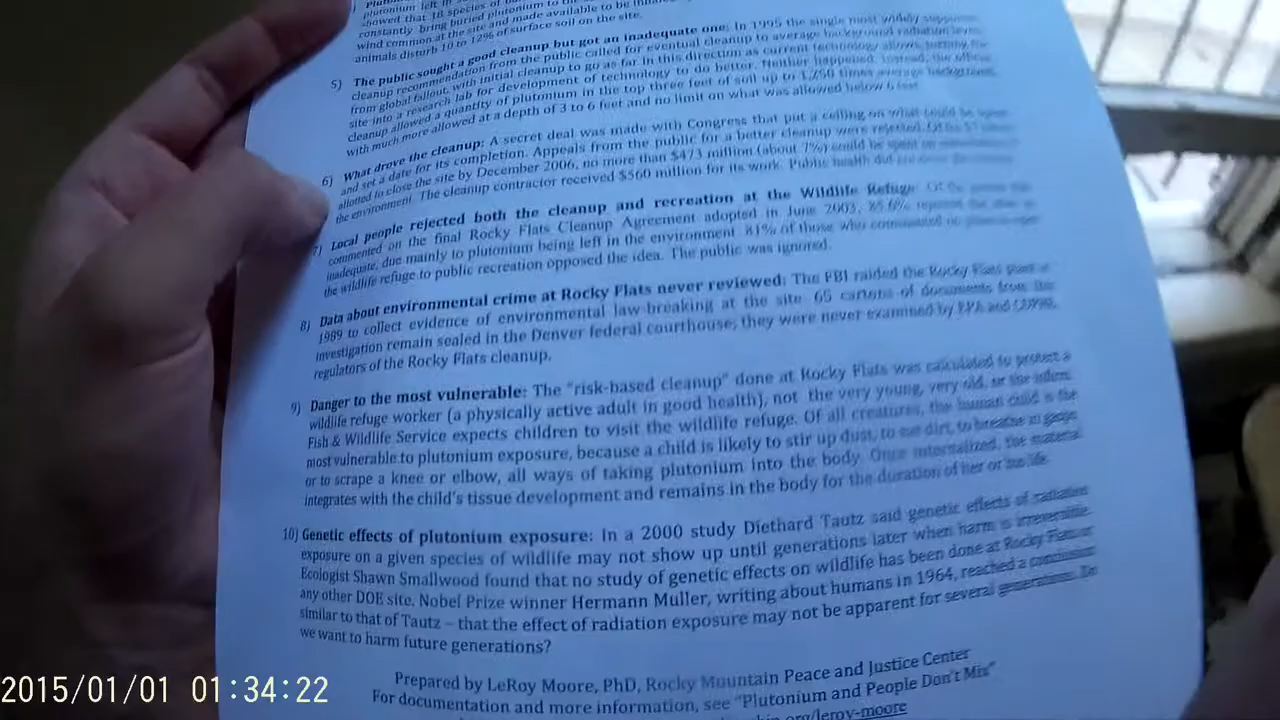 plutonium left in
showed that 18 species of
constantly bring buried plutonium to the
wind common at the site and made available to be
animals disturb 10 to 12% of surface soil on the site.
5) The public sought a good cleanup but got an inadequate one: In 1995 the single most widely supported
cleanup recommendation from the public called for eventual cleanup to average background radiation levels
from global fallout, with initial cleanup to go as far in this direction as current technology allows,
site into a research lab for development of technology to do better. Neither happened. Instead, the official
cleanup allowed a quantity of plutonium in the top three feet of soil up to 1,250 times average background,
with much more allowed at a depth of 3 to 6 feet and no limit on what was allowed below 6 feet.
6) What drove the cleanup: A secret deal was made with Congress that put a ceiling on what could be spent
and set a date for its completion. Appeals from the public for a better cleanup were rejected. Of the
allotted to close the site by December 2006, no more than $473 million (about 7%) could be spent on
the environment. The cleanup contractor received $560 million for its work. Public health did
7) Local people rejected both the cleanup and recreation at the Wildlife Refuge: Of the
commented on the final Rocky Flats Cleanup Agreement adopted in June 2003, 85.6%
inadequate, due mainly to plutonium being left in the environment. 81% of those who commented on
the wildlife refuge to public recreation opposed the idea. The public was ignored.
8) Data about environmental crime at Rocky Flats never reviewed: The FBI raided the Rocky Flats plant in
1989 to collect evidence of environmental law-breaking at the site. 65 cartons of documents from the
investigation remain sealed in the Denver federal courthouse; they were never examined by EPA and CDPHE,
regulators of the Rocky Flats cleanup.
9) Danger to the most vulnerable: The "risk-based cleanup" done at Rocky Flats was calculated to protect a
wildlife refuge worker (a physically active adult in good health), not the very young, very old, or the infirm.
Fish & Wildlife Service expects children to visit the wildlife refuge. Of all creatures, the human child is the
most vulnerable to plutonium exposure, because a child is likely to stir up dust, to eat dirt, to breathe in gasps
or to scrape a knee or elbow, all ways of taking plutonium into the body. Once internalized, the material
integrates with the child's tissue development and remains in the body for the duration of her or his life.
10) Genetic effects of plutonium exposure: In a 2000 study Diethard Tautz said genetic effects of radiation
exposure on a given species of wildlife may not show up until generations later when harm is irreversible.
Ecologist Shawn Smallwood found that no study of genetic effects on wildlife has been done at Rocky Flats or
any other DOE site. Nobel Prize winner Hermann Muller, writing about humans in 1964, reached a conclusion
similar to that of Tautz – that the effect of radiation exposure may not be apparent for several generations. Do
we want to harm future generations?
Prepared by LeRoy Moore, PhD, Rocky Mountain Peace and Justice Center
For documentation and more information, see "Plutonium and People Don't Mix"
org/leroy-moore
2015/01/01 01:34:22